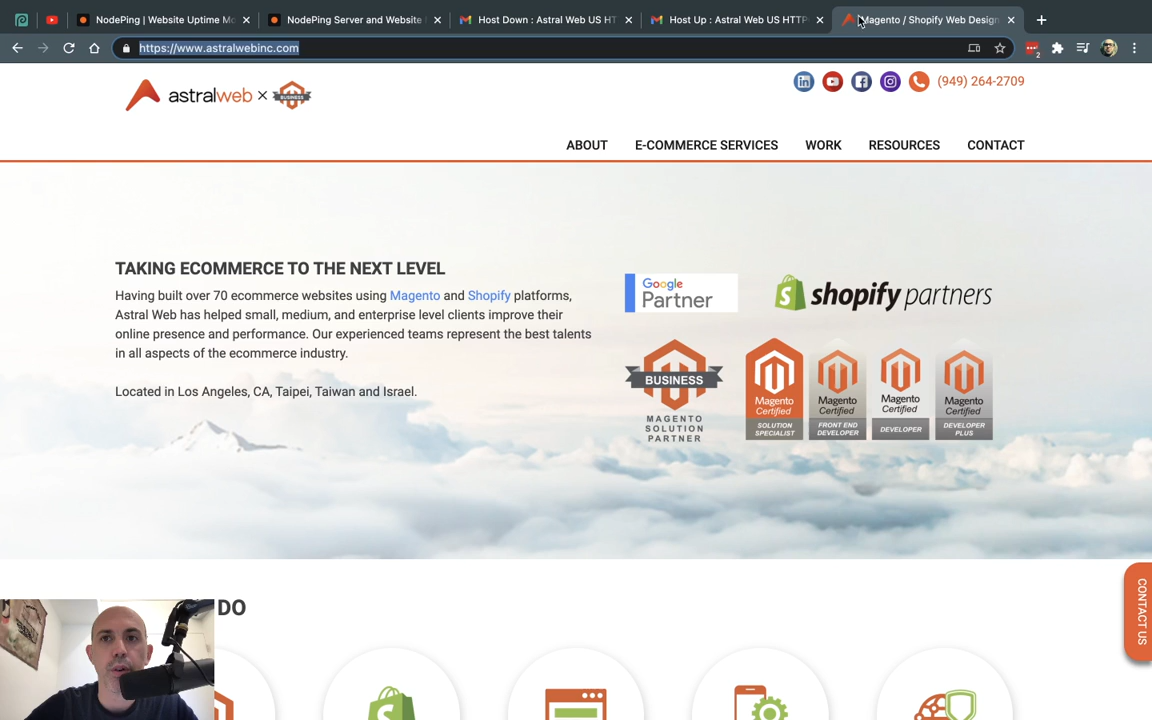 NodePing | Website Uptime Mo
NodePing Server and Website
Host Down : Astral Web US HT
Host Up : Astral Web US HTTP
Magento / Shopify Web Design
https://www.astralwebinc.com
2
astralweb × BUSINESS
(949) 264-2709
ABOUT
E-COMMERCE SERVICES
WORK
RESOURCES
CONTACT
TAKING ECOMMERCE TO THE NEXT LEVEL
Having built over 70 ecommerce websites using Magento and Shopify platforms,
Astral Web has helped small, medium, and enterprise level clients improve their
online presence and performance. Our experienced teams represent the best talents
in all aspects of the ecommerce industry.
Located in Los Angeles, CA, Taipei, Taiwan and Israel.
Google
Partner
shopify partners
BUSINESS
MAGENTO
SOLUTION
PARTNER
Magento
Certified
SOLUTION
SPECIALIST
Magento
Certified
FRONT END
DEVELOPER
Magento
Certified
DEVELOPER
Magento
Certified
DEVELOPER
PLUS
CONTACT US
DO